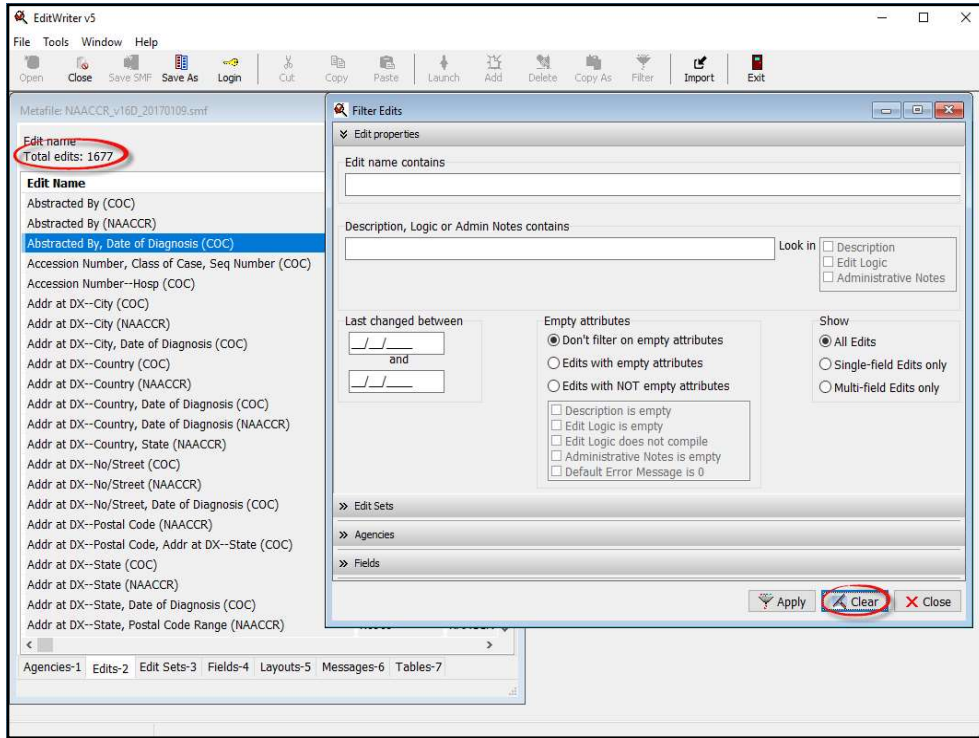 EditWriter v5
File Tools Window Help
Open Close Save SMF Save As Login Cut Copy Paste Launch Add Delete Copy As Filter Import Exit
Metafile: NAACCR_v16D_20170109.smf
Edit name
Total edits: 1677
Edit Name
Abstracted By (COC)
Abstracted By (NAACCR)
Abstracted By, Date of Diagnosis (COC)
Accession Number, Class of Case, Seq Number (COC)
Accession Number--Hosp (COC)
Addr at DX--City (COC)
Addr at DX--City (NAACCR)
Addr at DX--City, Date of Diagnosis (COC)
Addr at DX--Country (COC)
Addr at DX--Country (NAACCR)
Addr at DX--Country, Date of Diagnosis (COC)
Addr at DX--Country, Date of Diagnosis (NAACCR)
Addr at DX--Country, State (NAACCR)
Addr at DX--No/Street (COC)
Addr at DX--No/Street (NAACCR)
Addr at DX--No/Street, Date of Diagnosis (COC)
Addr at DX--Postal Code (NAACCR)
Addr at DX--Postal Code, Addr at DX--State (COC)
Addr at DX--State (COC)
Addr at DX--State (NAACCR)
Addr at DX--State, Date of Diagnosis (COC)
Addr at DX--State, Postal Code Range (NAACCR)
Agencies-1 Edits-2 Edit Sets-3 Fields-4 Layouts-5 Messages-6 Tables-7
Filter Edits
Edit properties
Edit name contains
Description, Logic or Admin Notes contains
Look in
Description
Edit Logic
Administrative Notes
Last changed between
__/__/____
and
__/__/____
Empty attributes
Don't filter on empty attributes
Edits with empty attributes
Edits with NOT empty attributes
Description is empty
Edit Logic is empty
Edit Logic does not compile
Administrative Notes is empty
Default Error Message is 0
Show
All Edits
Single-field Edits only
Multi-field Edits only
Edit Sets
Agencies
Fields
Apply Clear Close